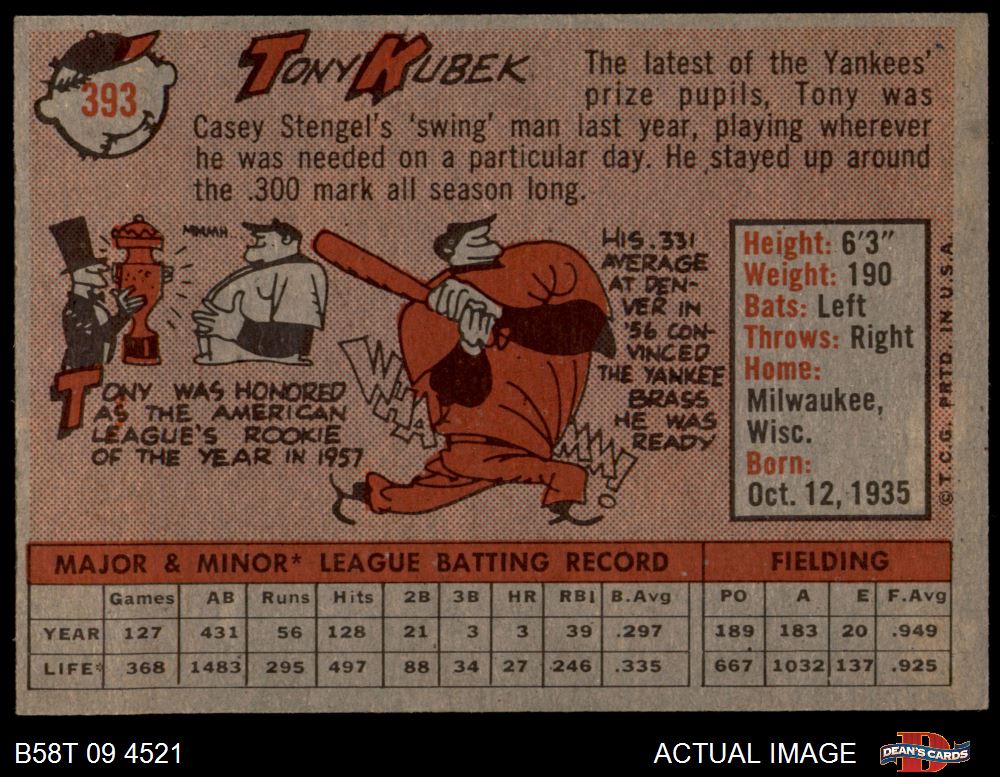 393
TONY KUBEK
The latest of the Yankees'
prize pupils, Tony was
Casey Stengel's 'swing' man last year, playing wherever
he was needed on a particular day. He stayed up around
the .300 mark all season long.
MMMMH...
TONY WAS HONORED
AS THE AMERICAN
LEAGUE'S ROOKIE
OF THE YEAR IN 1957
HIS .331
AVERAGE
AT DEN-
VER IN
'56 CON-
VINCED
THE YANKEE
BRASS
HE WAS
READY
Height: 6'3"
Weight: 190
Bats: Left
Throws: Right
Home:
Milwaukee,
Wisc.
Born:
Oct. 12, 1935
© T.C.G. PRTD. IN U.S.A.
MAJOR & MINOR* LEAGUE BATTING RECORD FIELDING
Games AB Runs Hits 2B 3B HR RBI B.Avg PO A E F.Avg
YEAR 127 431 56 128 21 3 3 39 .297 189 183 20 .949
LIFE* 368 1483 295 497 88 34 27 246 .335 667 1032 137 .925
B58T 09 4521
ACTUAL IMAGE
DEAN'S CARDS